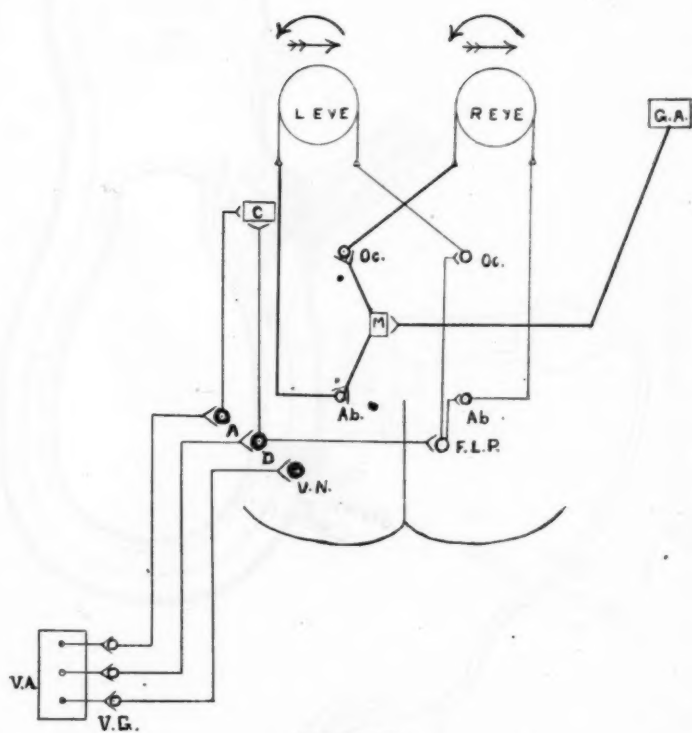 L EYE
R EYE
G.A.
C
Oc.
Oc.
M
Ab.
Ab
A
D
F.L.P.
V.N.
V.A.
V.G.